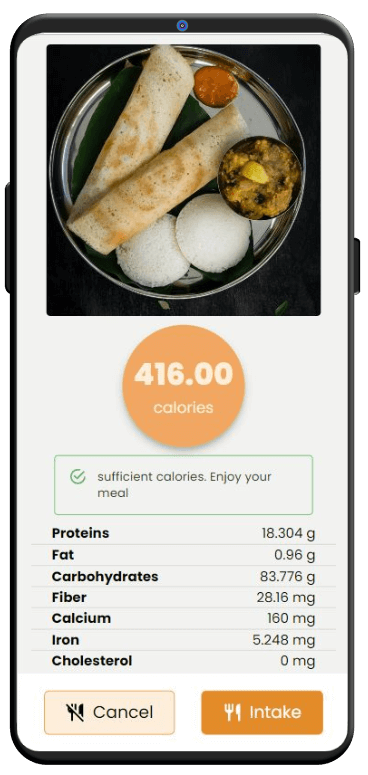 416.00
calories
sufficient calories. Enjoy your
meal
Proteins 18.304 g
Fat 0.96 g
Carbohydrates 83.776 g
Fiber 28.16 mg
Calcium 160 mg
Iron 5.248 mg
Cholesterol 0 mg
Cancel Intake